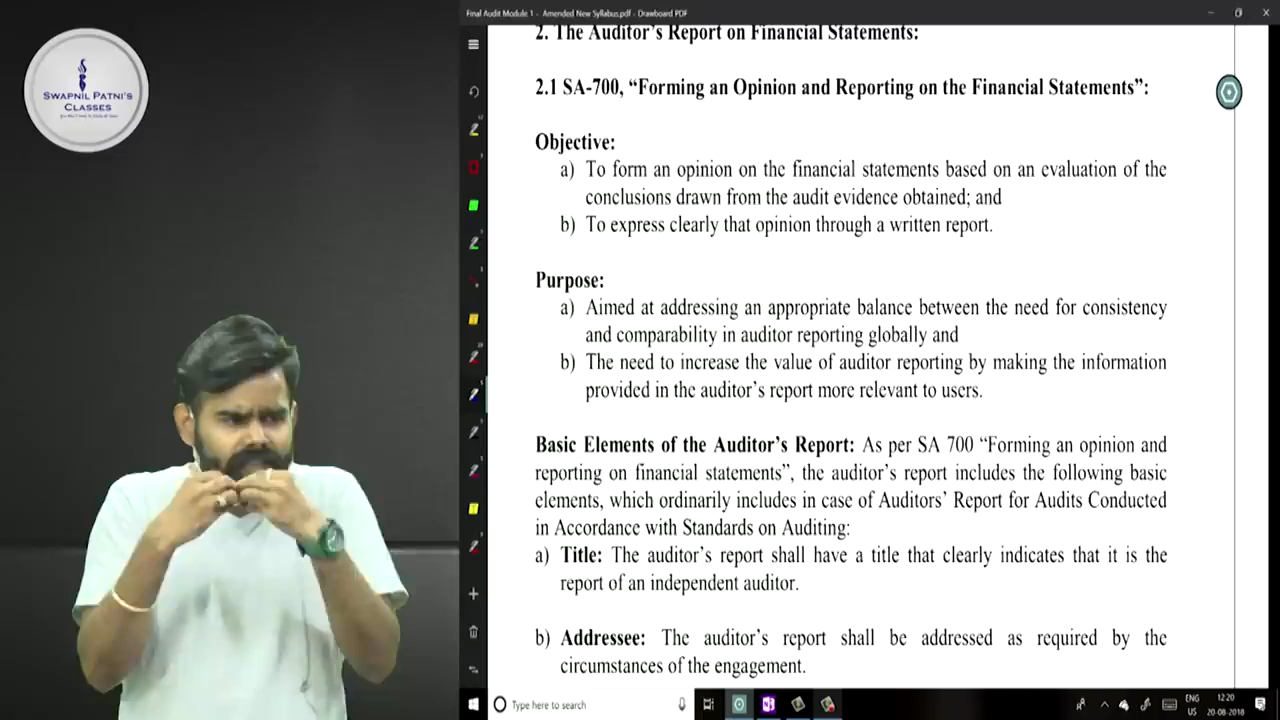 Final Audit Module 1 - Amended New Syllabus.pdf - Drawboard PDF
SWAPNIL PATNI'S
CLASSES
2. The Auditor's Report on Financial Statements:
2.1 SA-700, “Forming an Opinion and Reporting on the Financial Statements”:
Objective:
a) To form an opinion on the financial statements based on an evaluation of the
conclusions drawn from the audit evidence obtained; and
b) To express clearly that opinion through a written report.
Purpose:
a) Aimed at addressing an appropriate balance between the need for consistency
and comparability in auditor reporting globally and
b) The need to increase the value of auditor reporting by making the information
provided in the auditor's report more relevant to users.
Basic Elements of the Auditor's Report: As per SA 700 “Forming an opinion and
reporting on financial statements”, the auditor's report includes the following basic
elements, which ordinarily includes in case of Auditors' Report for Audits Conducted
in Accordance with Standards on Auditing:
a) Title: The auditor's report shall have a title that clearly indicates that it is the
report of an independent auditor.
b) Addressee: The auditor's report shall be addressed as required by the
circumstances of the engagement.
Type here to search
ENG
US
12:20
20-08-2018